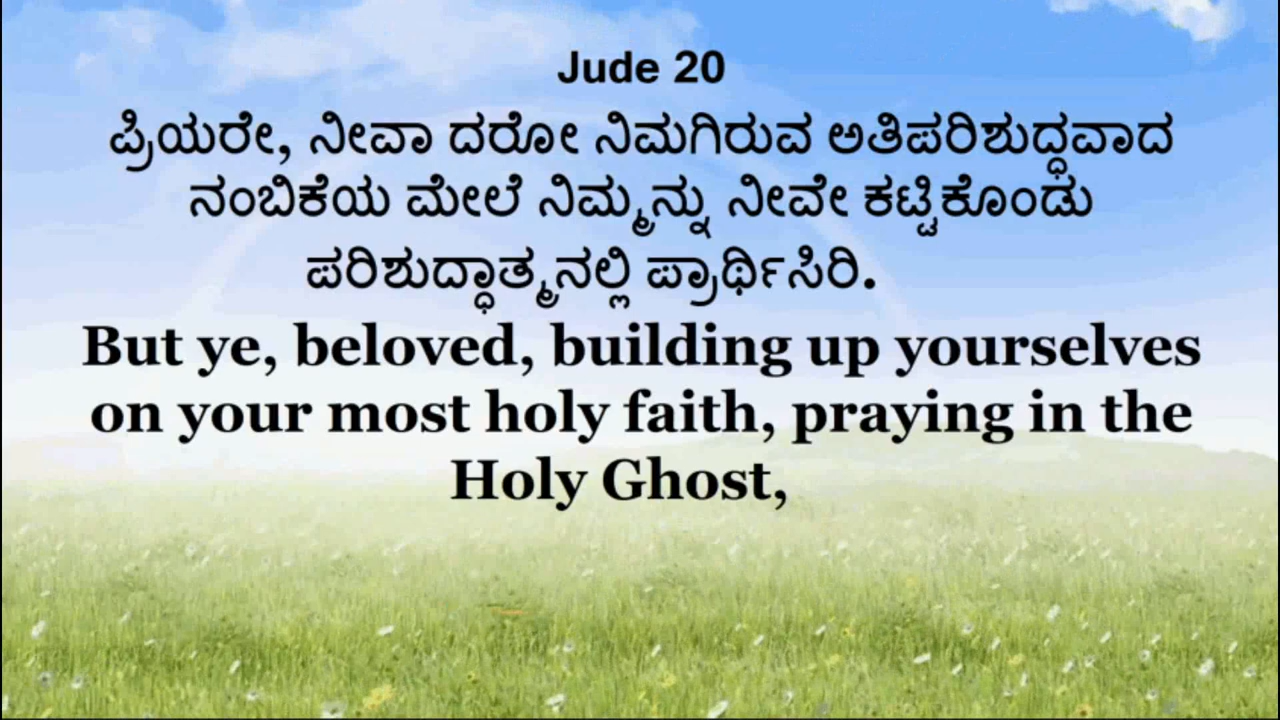 Jude 20
ಪ್ರಿಯರೇ, ನೀವಾ ದರೋ ನಿಮಗಿರುವ ಅತಿಪರಿಶುದ್ಧವಾದ
ನಂಬಿಕೆಯ ಮೇಲೆ ನಿಮ್ಮನ್ನು ನೀವೇ ಕಟ್ಟಿಕೊಂಡು
ಪರಿಶುದ್ಧಾತ್ಮನಲ್ಲಿ ಪ್ರಾರ್ಥಿಸಿರಿ.
But ye, beloved, building up yourselves
on your most holy faith, praying in the
Holy Ghost,